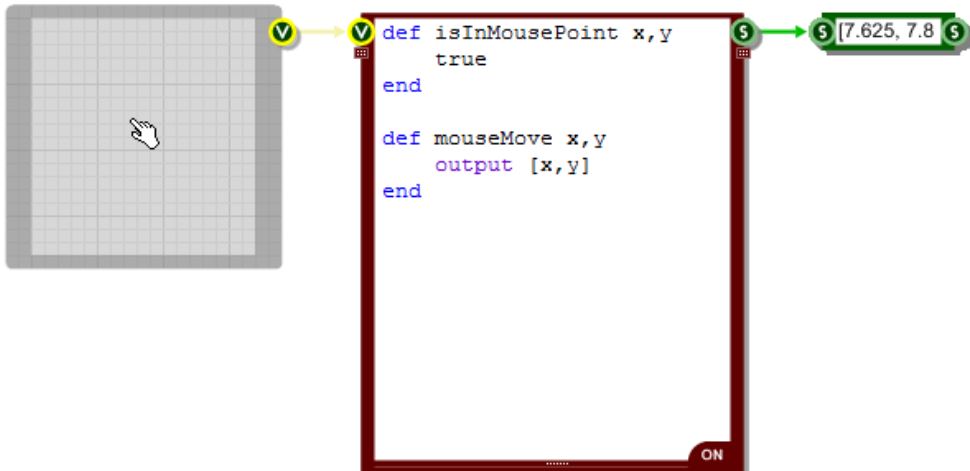 V
V
def isInMousePoint x,y
true
end
def mouseMove x,y
output [x,y]
end
S
S
[7.625, 7.8
S
ON